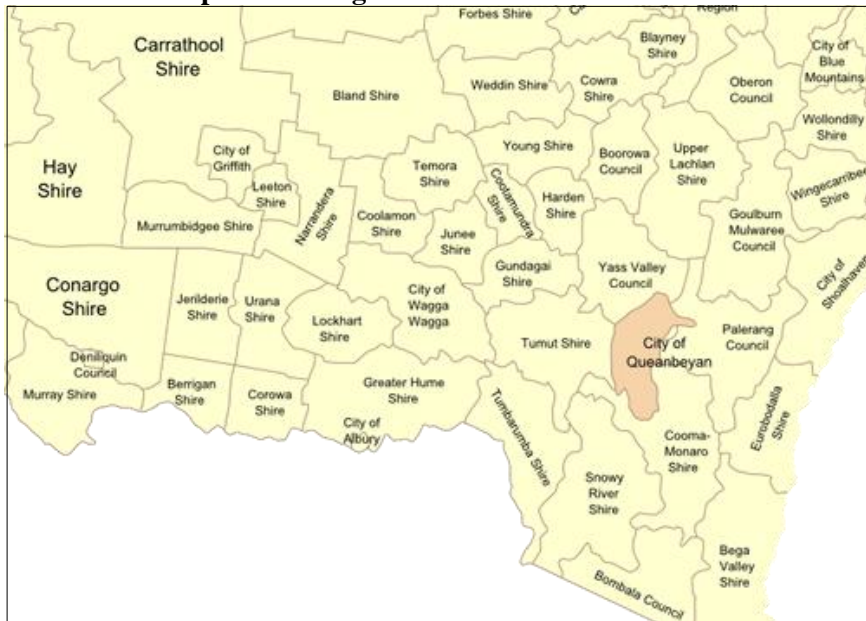 Forbes Shire
Region
Blayney
Shire
Carrathool
Shire
City of
Blue
Mountains
Bland Shire
Weddin Shire
Cowra
Shire
Oberon
Council
Wollondilly
Shire
City of
Griffith
Young Shire
Boorowa
Council
Upper
Lachlan
Shire
Hay
Shire
Leeton
Shire
Temora
Shire
Cootamundra
Shire
Harden
Shire
Wingecarribee
Shire
Murrumbidgee Shire
Narrandera
Shire
Coolamon
Shire
Junee
Shire
Goulburn
Mulwaree
Council
Gundagai
Shire
Yass Valley
Council
City of
Shoalhaven
Conargo
Shire
Jerilderie
Shire
Urana
Shire
Lockhart
Shire
City of
Wagga
Wagga
Tumut Shire
City of
Queanbeyan
Palerang
Council
Deniliquin
Council
Murray Shire
Berrigan
Shire
Corowa
Shire
Greater Hume
Shire
City of
Albury
Tumbarumba Shire
Eurobodalla
Shire
Cooma-
Monaro
Shire
Snowy
River
Shire
Bombala Council
Bega
Valley
Shire